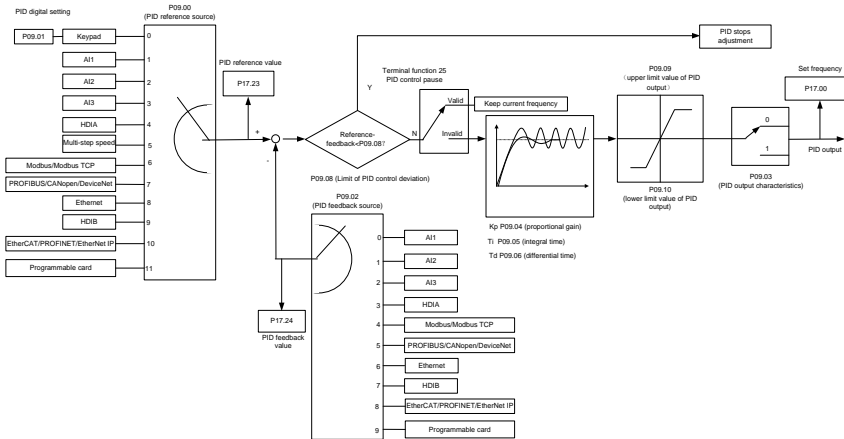 PID digital setting
P09.00
(PID reference source)
P09.01
Keypad
0
AI1
1
AI2
2
AI3
3
HDIA
4
Multi-step speed
5
Modbus/Modbus TCP
6
PROFIBUS/CANopen/DeviceNet
7
Ethernet
8
HDIB
9
EtherCAT/PROFINET/EtherNet IP
10
Programmable card
11
PID reference value
P17.23
+
-
Reference-
feedback<P09.08?
Y
N
P09.08 (Limit of PID control deviation)
PID stops
adjustment
Terminal function 25
PID control pause
Valid
Invalid
Keep current frequency
Kp P09.04 (proportional gain)
Ti P09.05 (integral time)
Td P09.06 (differential time)
P09.09
(upper limit value of PID
output)
P09.10
(lower limit value of PID
output)
0
1
P09.03
(PID output characteristics)
Set frequency
P17.00
PID output
P09.02
(PID feedback source)
P17.24
PID feedback
value
0
AI1
1
AI2
2
AI3
3
HDIA
4
Modbus/Modbus TCP
5
PROFIBUS/CANopen/DeviceNet
6
Ethernet
7
HDIB
8
EtherCAT/PROFINET/EtherNet IP
9
Programmable card